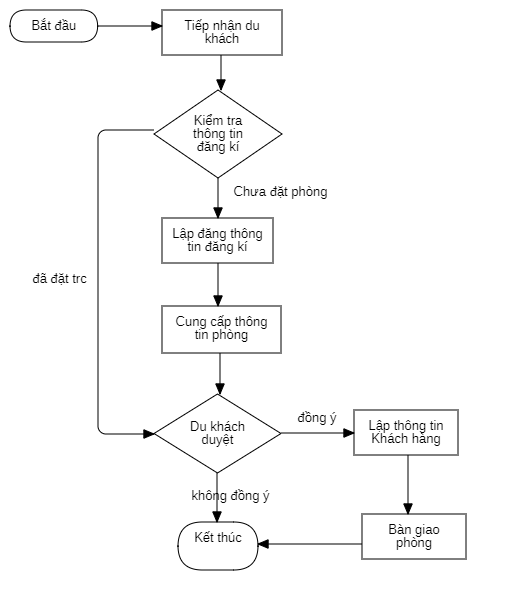 Bắt đầu
Tiếp nhận du
khách
Kiểm tra
thông tin
đăng kí
Chưa đặt phòng
Lập đăng thông
tin đăng kí
đã đặt trc
Cung cấp thông
tin phòng
Du khách
duyệt
đồng ý
Lập thông tin
Khách hằng
không đồng ý
Kết thúc
Bàn giao
phòng